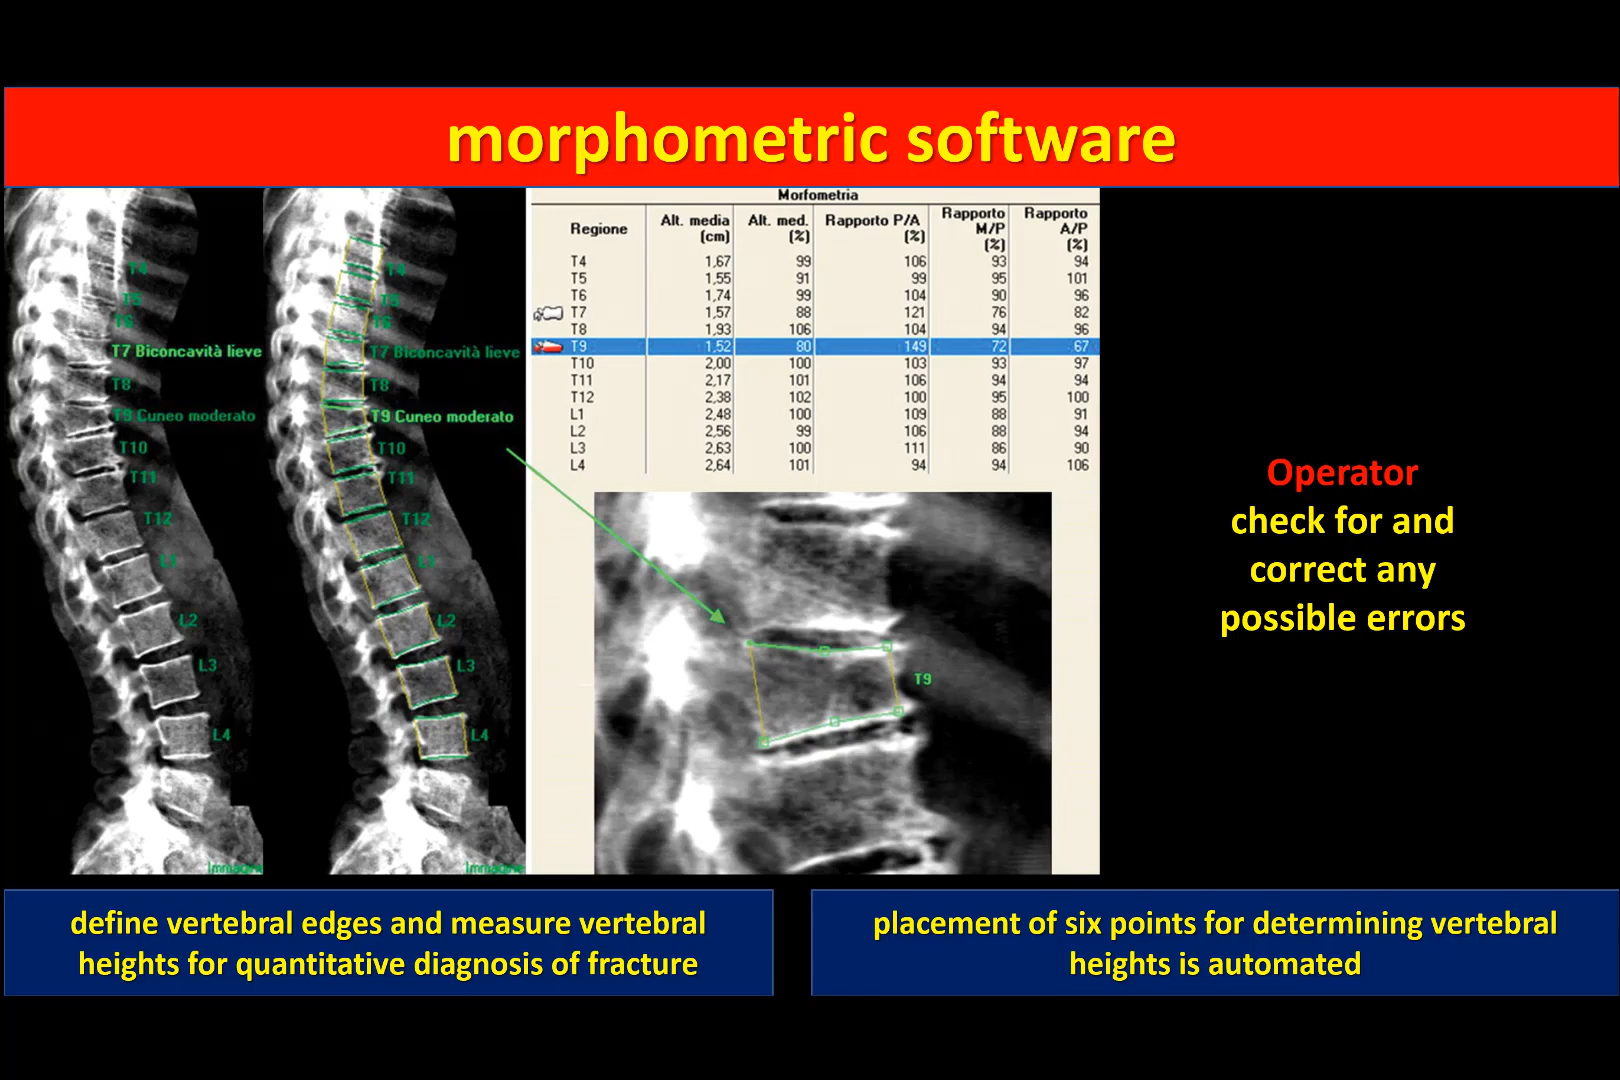 morphometric software
T4
T5
T6
T7 Biconcavità lieve
T8
T9 Cuneo moderato
T10
T11
T12
L1
L2
L3
L4
Immagine
T4
T5
T6
T7 Biconcavità lieve
T8
T9 Cuneo moderato
T10
T11
T12
L1
L2
L3
L4
Immagine
Morfometria
Regione Alt. media (cm) Alt. med. (%) Rapporto P/A (%) Rapporto M/P (%) Rapporto A/P (%)
T4 1,67 99 106 93 94
T5 1,55 91 99 95 101
T6 1,74 99 104 90 96
T7 1,57 88 121 76 82
T8 1,93 106 104 94 96
T9 1,52 80 149 72 67
T10 2,00 100 103 93 97
T11 2,17 101 106 94 94
T12 2,38 102 100 95 100
L1 2,48 100 109 88 91
L2 2,56 99 106 88 94
L3 2,63 100 111 86 90
L4 2,64 101 94 94 106
T9
Operator
check for and
correct any
possible errors
define vertebral edges and measure vertebral
heights for quantitative diagnosis of fracture
placement of six points for determining vertebral
heights is automated